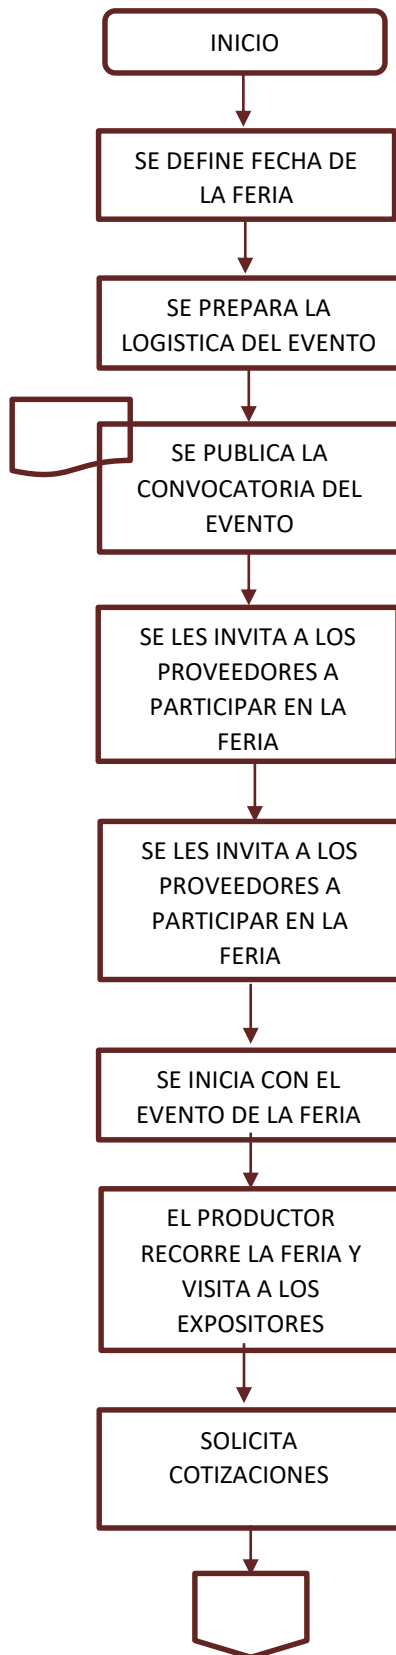 INICIO
SE DEFINE FECHA DE
LA FERIA
SE PREPARA LA
LOGISTICA DEL EVENTO
SE PUBLICA LA
CONVOCATORIA DEL
EVENTO
SE LES INVITA A LOS
PROVEEDORES A
PARTICIPAR EN LA
FERIA
SE LES INVITA A LOS
PROVEEDORES A
PARTICIPAR EN LA
FERIA
SE INICIA CON EL
EVENTO DE LA FERIA
EL PRODUCTOR
RECORRE LA FERIA Y
VISITA A LOS
EXPOSITORES
SOLICITA
COTIZACIONES